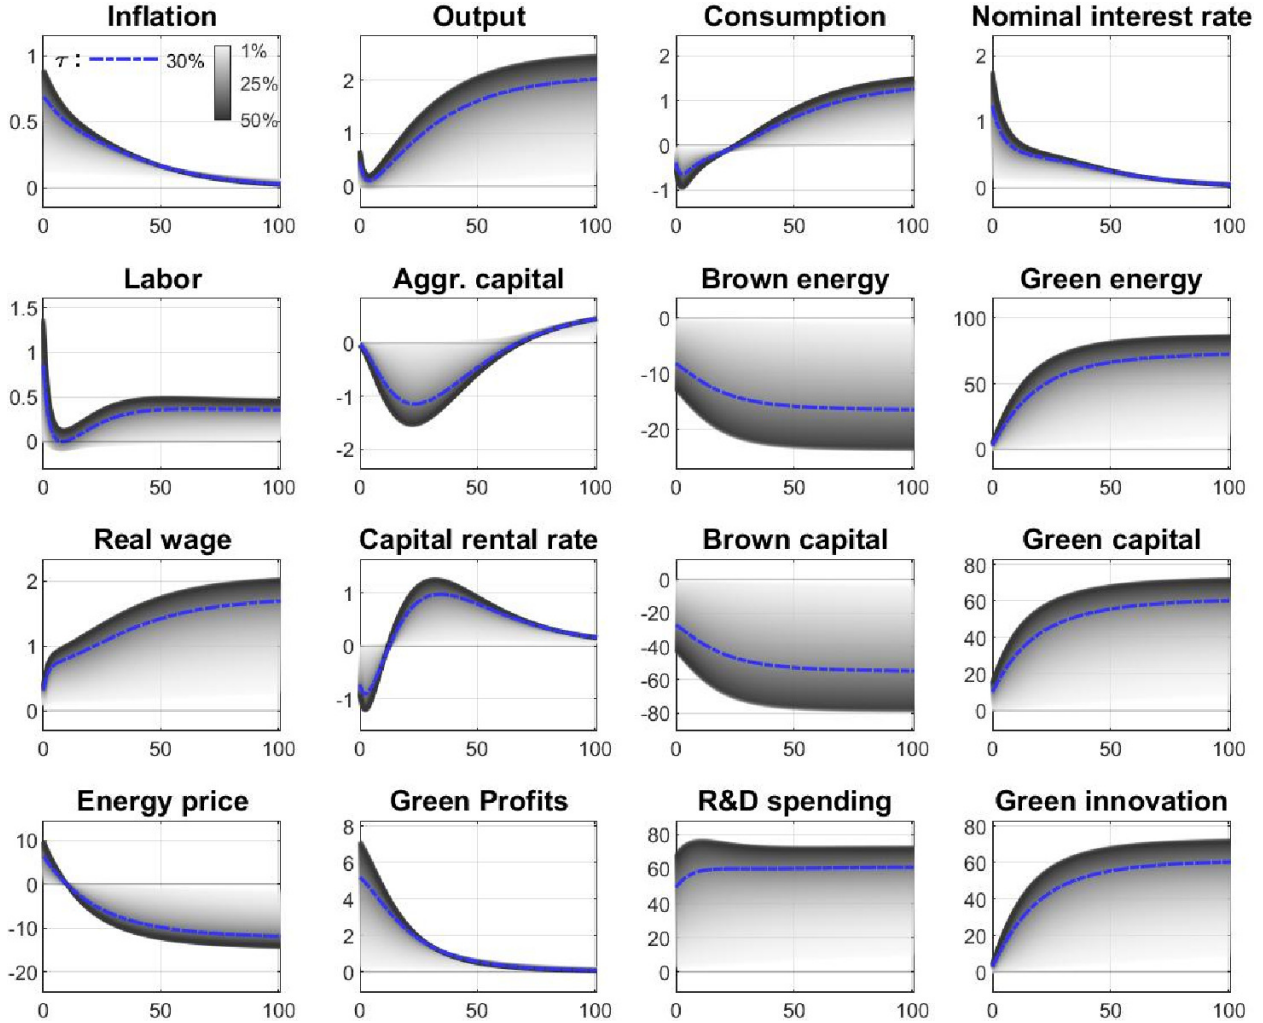 Inflation Output Consumption Nominal interest rate
1 τ : 30% 1% 2 2 2
25%
0.5 50% 1 1 1
0 0 0 0
-1
0 50 100 0 50 100 0 50 100 0 50 100
Labor Aggr. capital Brown energy Green energy
1.5 0 0 100
1 -1 -10 50
0.5 -2 -20 0
0
0 50 100 0 50 100 0 50 100 0 50 100
Real wage Capital rental rate Brown capital Green capital
2 1 0 80
1 0 -20 60
0 -1 -40 40
-60 20
-80 0
0 50 100 0 50 100 0 50 100 0 50 100
Energy price Green Profits R&D spending Green innovation
10 8 80 80
0 6 60 60
-10 4 40 40
-20 2 20 20
0 0 0
0 50 100 0 50 100 0 50 100 0 50 100